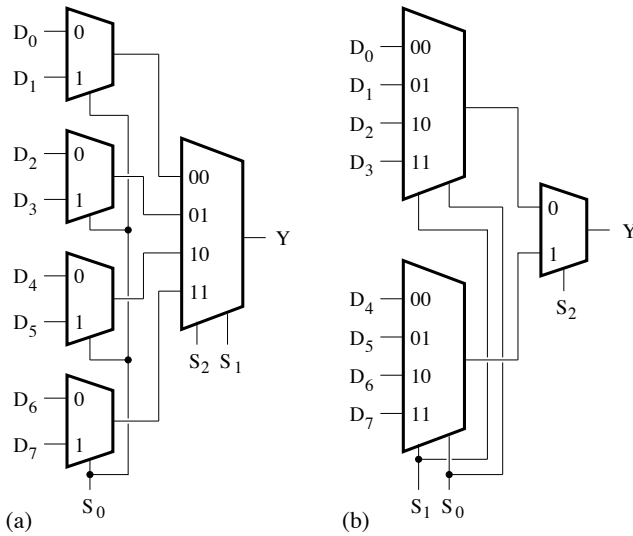 D0 0
D1 1
D2 0
D3 1
D4 0
D5 1
D6 0
D7 1
00
01
10
11
Y
S2 S1
S0
(a)
D0 00
D1 01
D2 10
D3 11
D4 00
D5 01
D6 10
D7 11
0
1
Y
S2
S1 S0
(b)